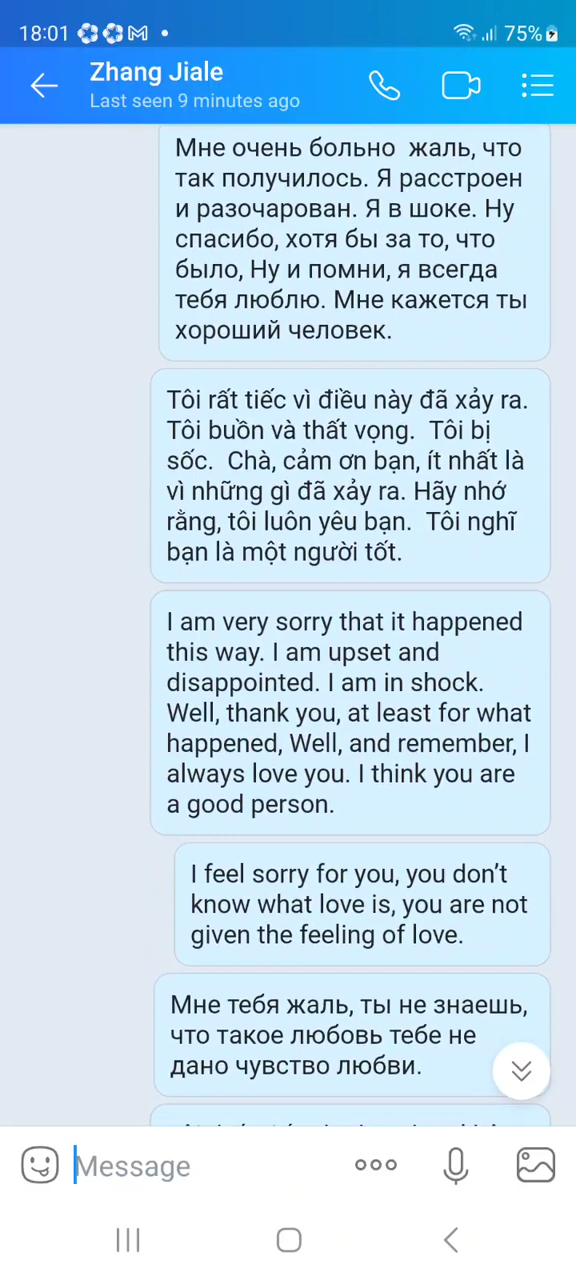 18:01
75%
Zhang Jiale
Last seen 9 minutes ago
Мне очень больно жаль, что
так получилось. Я расстроен
и разочарован. Я в шоке. Ну
спасибо, хотя бы за то, что
было, Ну и помни, я всегда
тебя люблю. Мне кажется ты
хороший человек.
Tôi rất tiếc vì điều này đã xảy ra.
Tôi buồn và thất vọng. Tôi bị
sốc. Chà, cảm ơn bạn, ít nhất là
vì những gì đã xảy ra. Hãy nhớ
rằng, tôi luôn yêu bạn. Tôi nghĩ
bạn là một người tốt.
I am very sorry that it happened
this way. I am upset and
disappointed. I am in shock.
Well, thank you, at least for what
happened, Well, and remember, I
always love you. I think you are
a good person.
I feel sorry for you, you don’t
know what love is, you are not
given the feeling of love.
Мне тебя жаль, ты не знаешь,
что такое любовь тебе не
дано чувство любви.
Message